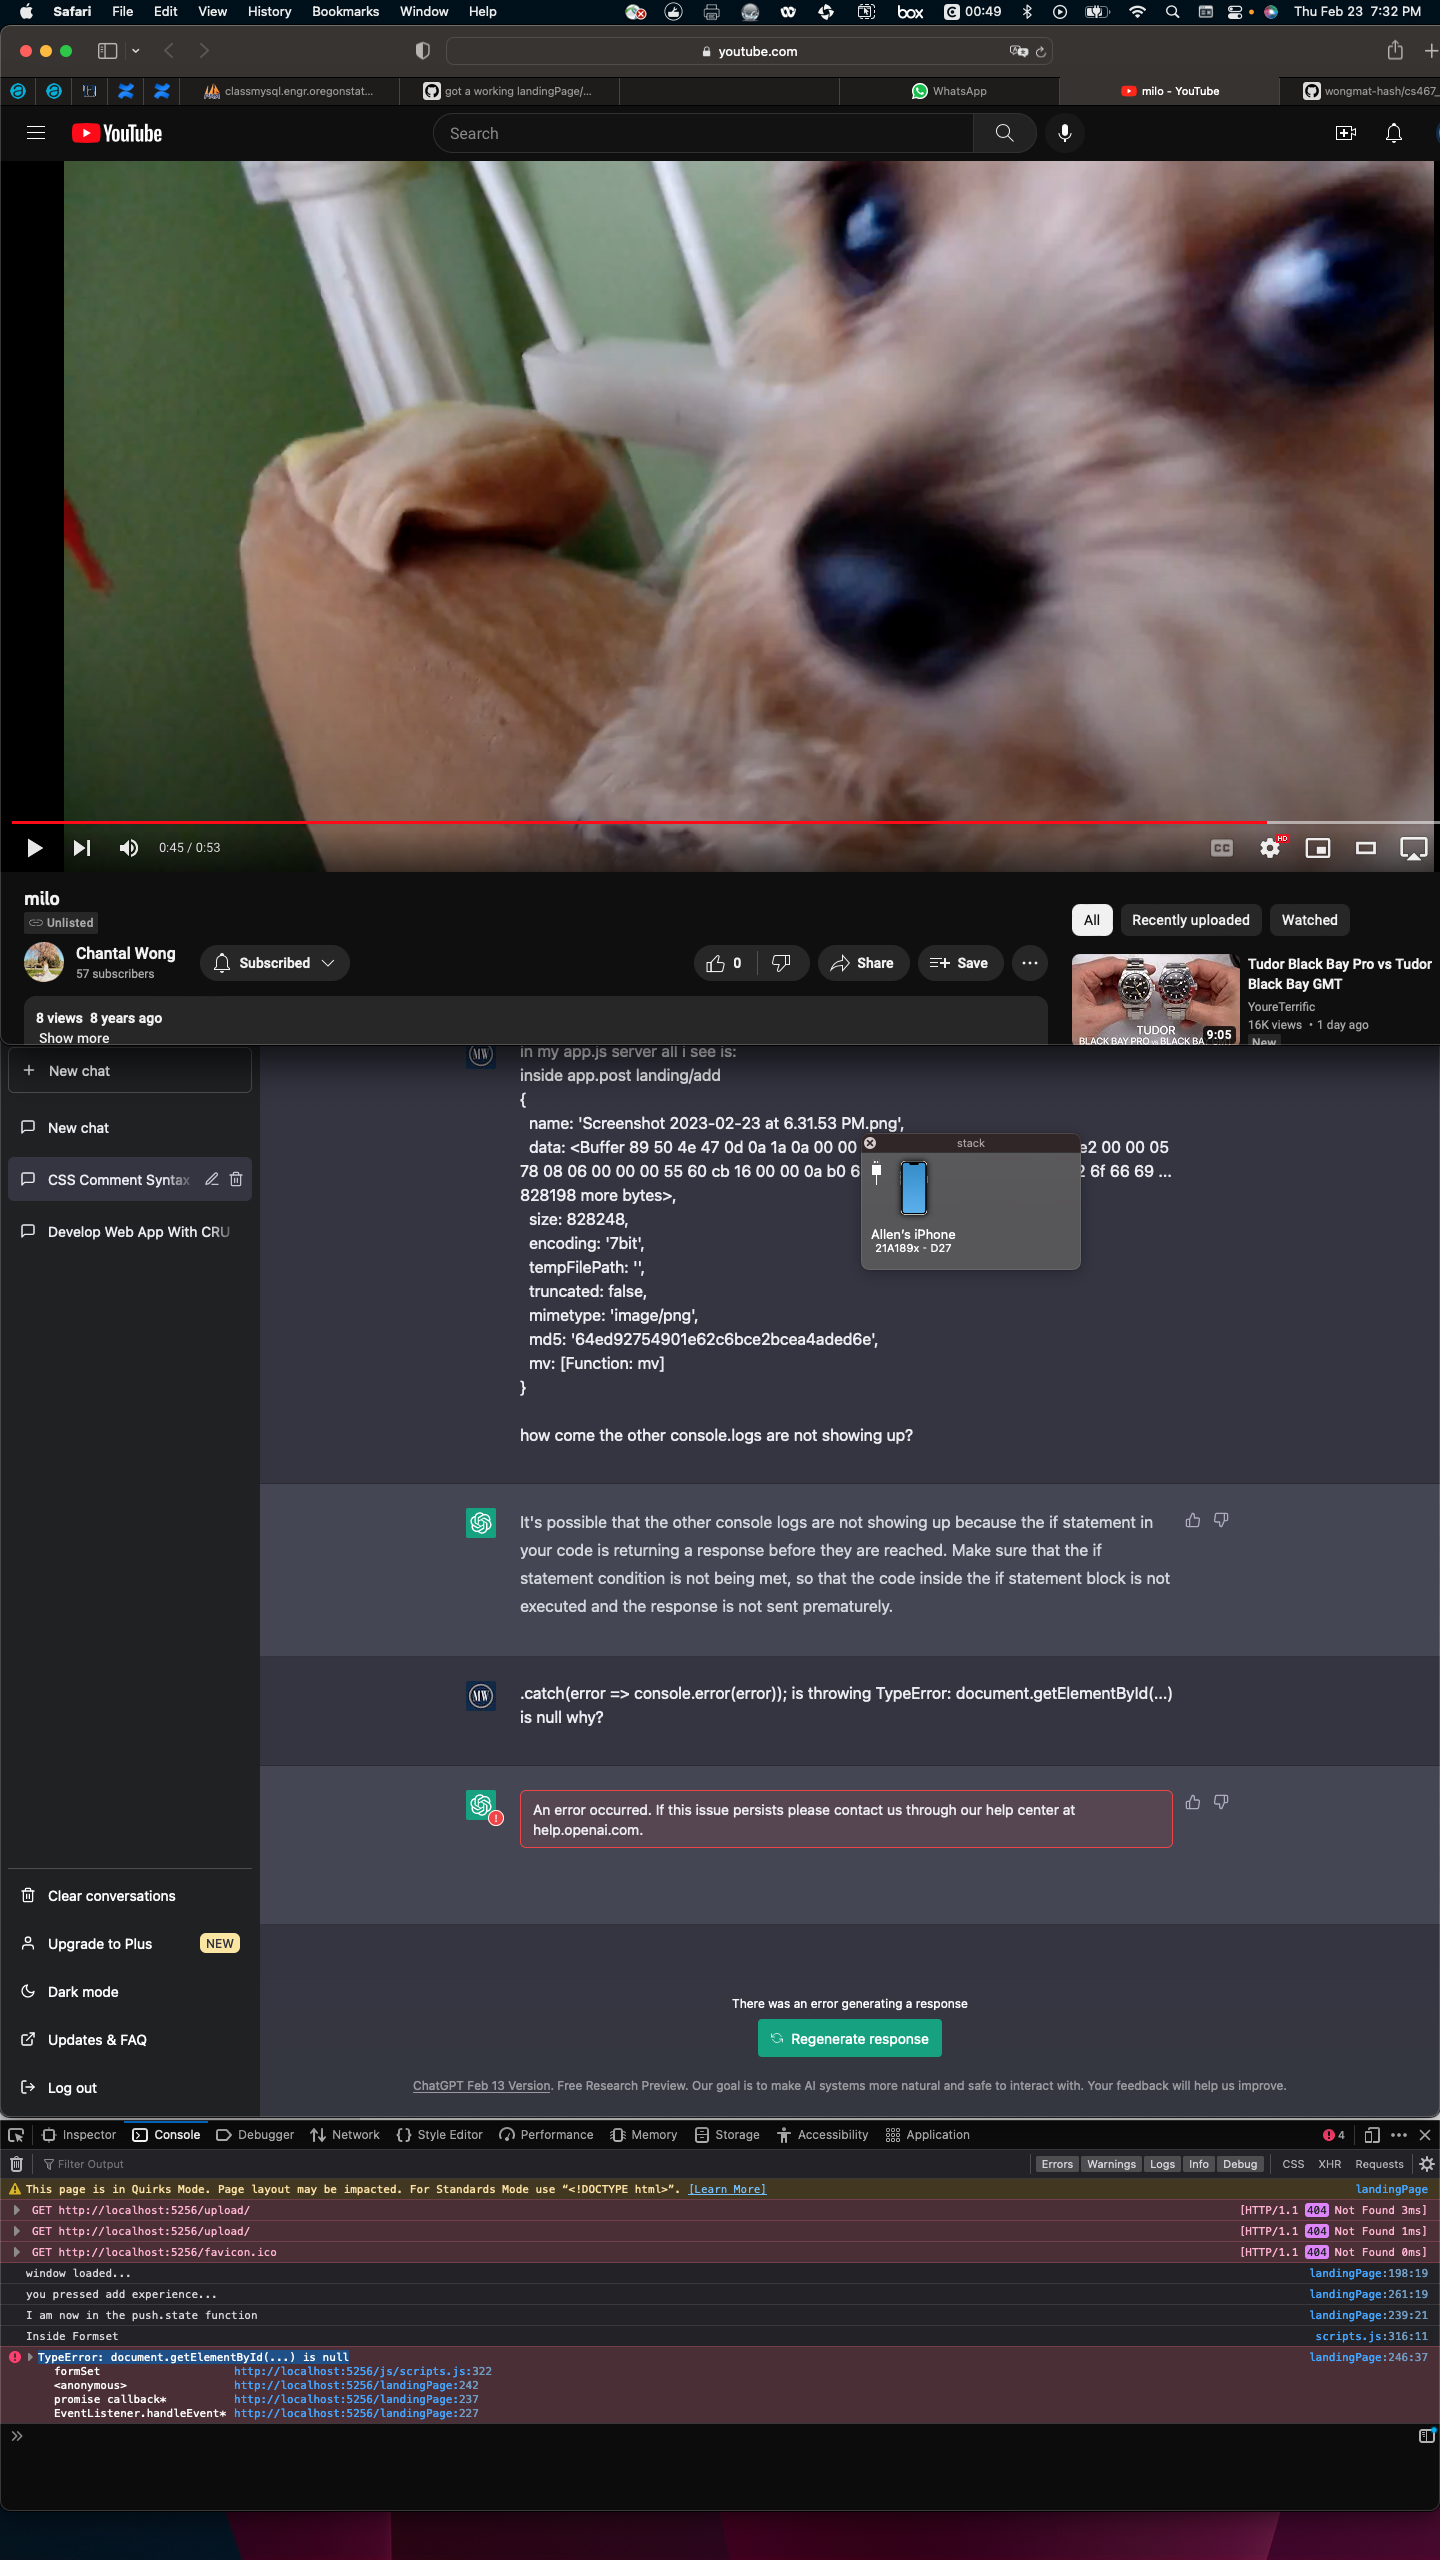 Safari File Edit View History Bookmarks Window Help box 00:49 Thu Feb 23 7:32 PM
youtube.com
classmysql.engr.oregonstat... got a working landingPage/... WhatsApp milo - YouTube wongmat-hash/cs467_
YouTube Search
CC HD
0:45 / 0:53
milo
Unlisted
All Recently uploaded Watched
Chantal Wong
57 subscribers
Subscribed
0 Share Save
8 views 8 years ago
Show more
Tudor Black Bay Pro vs Tudor
Black Bay GMT
YoureTerrific
16K views • 1 day ago
New
TUDOR
BLACK BAY PRO vs BLACK BA
9:05
New chat
New chat
CSS Comment Syntax
Develop Web App With CRU
MW
in my app.js server all i see is:
inside app.post landing/add
{
name: 'Screenshot 2023-02-23 at 6.31.53 PM.png',
data: <Buffer 89 50 4e 47 0d 0a 1a 0a 00 00 e2 00 00 05
78 08 06 00 00 00 55 60 cb 16 00 00 0a b0 6 2 6f 66 69 ...
828198 more bytes>,
size: 828248,
encoding: '7bit',
tempFilePath: '',
truncated: false,
mimetype: 'image/png',
md5: '64ed92754901e62c6bce2bcea4aded6e',
mv: [Function: mv]
}
how come the other console.logs are not showing up?
stack
Allen's iPhone
21A189x - D27
It's possible that the other console logs are not showing up because the if statement in
your code is returning a response before they are reached. Make sure that the if
statement condition is not being met, so that the code inside the if statement block is not
executed and the response is not sent prematurely.
MW
.catch(error => console.error(error)); is throwing TypeError: document.getElementById(...)
is null why?
An error occurred. If this issue persists please contact us through our help center at
help.openai.com.
Clear conversations
Upgrade to Plus NEW
Dark mode
Updates & FAQ
Log out
There was an error generating a response
Regenerate response
ChatGPT Feb 13 Version. Free Research Preview. Our goal is to make AI systems more natural and safe to interact with. Your feedback will help us improve.
Inspector Console Debugger Network Style Editor Performance Memory Storage Accessibility Application 4
Filter Output Errors Warnings Logs Info Debug CSS XHR Requests
This page is in Quirks Mode. Page layout may be impacted. For Standards Mode use “<!DOCTYPE html>”. [Learn More] landingPage
GET http://localhost:5256/upload/ [HTTP/1.1 404 Not Found 3ms]
GET http://localhost:5256/upload/ [HTTP/1.1 404 Not Found 1ms]
GET http://localhost:5256/favicon.ico [HTTP/1.1 404 Not Found 0ms]
window loaded... landingPage:198:19
you pressed add experience... landingPage:261:19
I am now in the push.state function landingPage:239:21
Inside Formset scripts.js:316:11
TypeError: document.getElementById(...) is null landingPage:246:37
formSet http://localhost:5256/js/scripts.js:322
<anonymous> http://localhost:5256/landingPage:242
promise callback* http://localhost:5256/landingPage:237
EventListener.handleEvent* http://localhost:5256/landingPage:227